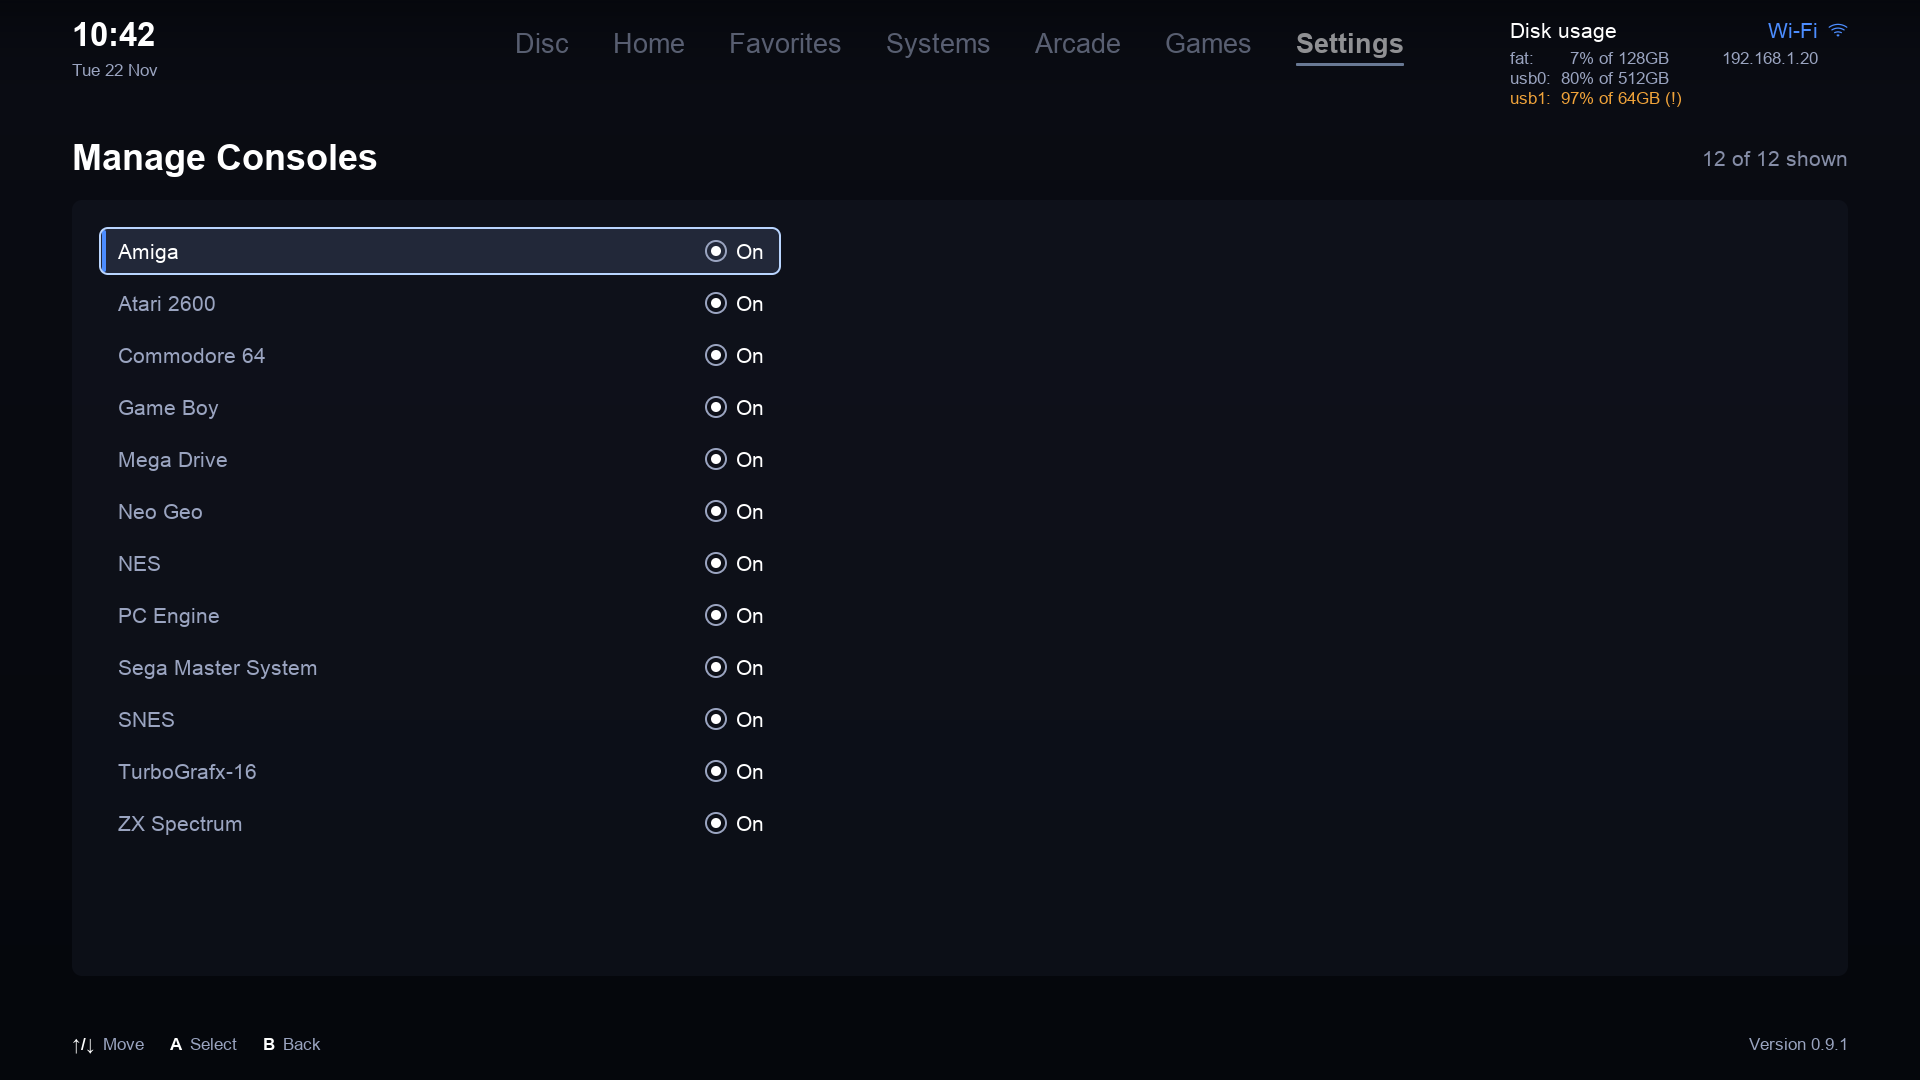 10:42
Tue 22 Nov
Disc Home Favorites Systems Arcade Games Settings
Disk usage
fat: 7% of 128GB
usb0: 80% of 512GB
usb1: 97% of 64GB (!)
Wi-Fi
192.168.1.20
Manage Consoles
12 of 12 shown
Amiga On
Atari 2600 On
Commodore 64 On
Game Boy On
Mega Drive On
Neo Geo On
NES On
PC Engine On
Sega Master System On
SNES On
TurboGrafx-16 On
ZX Spectrum On
↑/↓ Move A Select B Back
Version 0.9.1